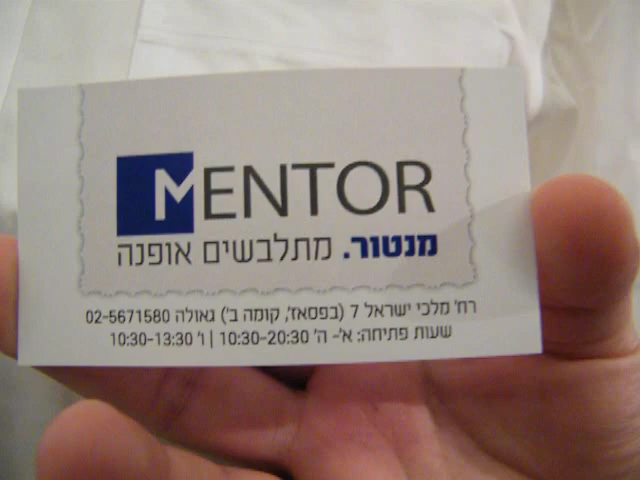 MENTOR
מנטור. מתלבשים אופנה
רח' מלכי ישראל 7 (בפסאז', קומה ב') גאולה 02-5671580
שעות פתיחה: א'- ה' 10:30-20:30 | ו' 10:30-13:30